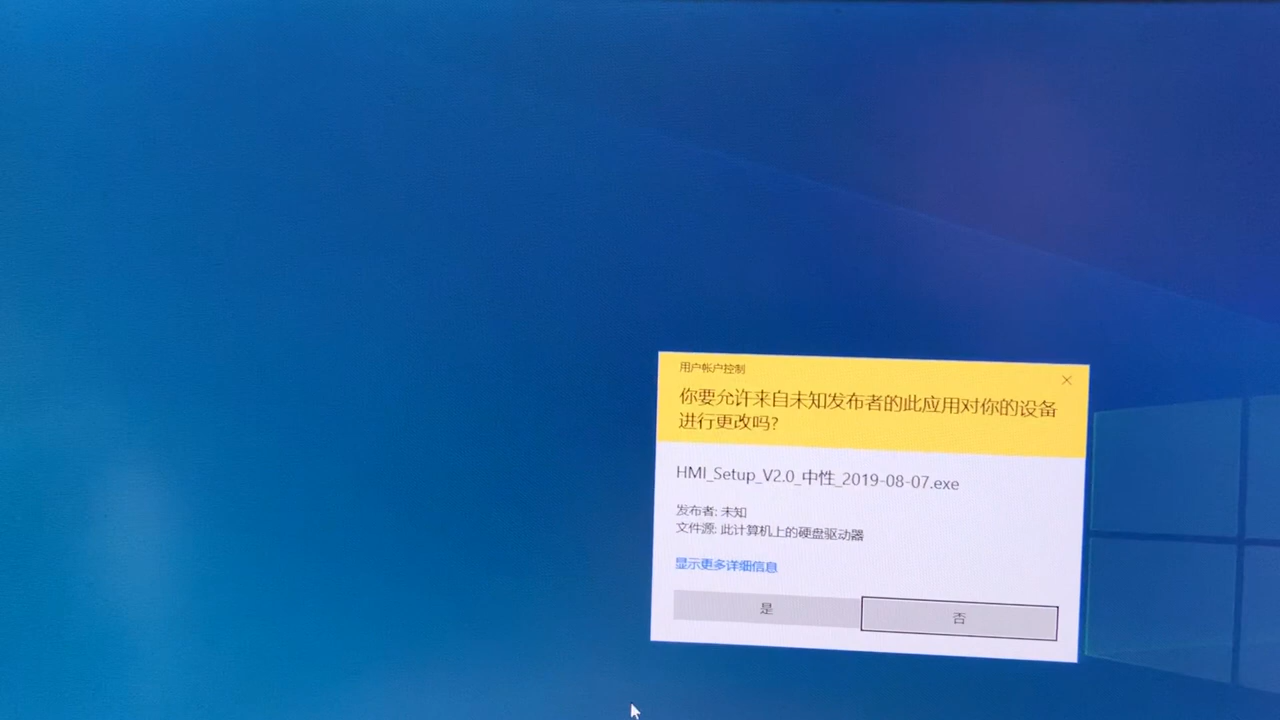 用户帐户控制
你要允许来自未知发布者的此应用对你的设备
进行更改吗?
HMI_Setup_V2.0_中性_2019-08-07.exe
发布者: 未知
文件源: 此计算机上的硬盘驱动器
显示更多详细信息
是
否